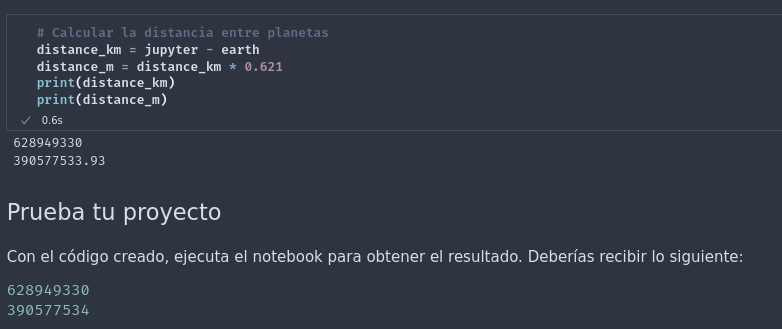 # Calcular la distancia entre planetas
distance_km = jupyter - earth
distance_m = distance_km * 0.621
print(distance_km)
print(distance_m)
✓ 0.6s
628949330
390577533.93
Prueba tu proyecto
Con el código creado, ejecuta el notebook para obtener el resultado. Deberías recibir lo siguiente:
628949330
390577534